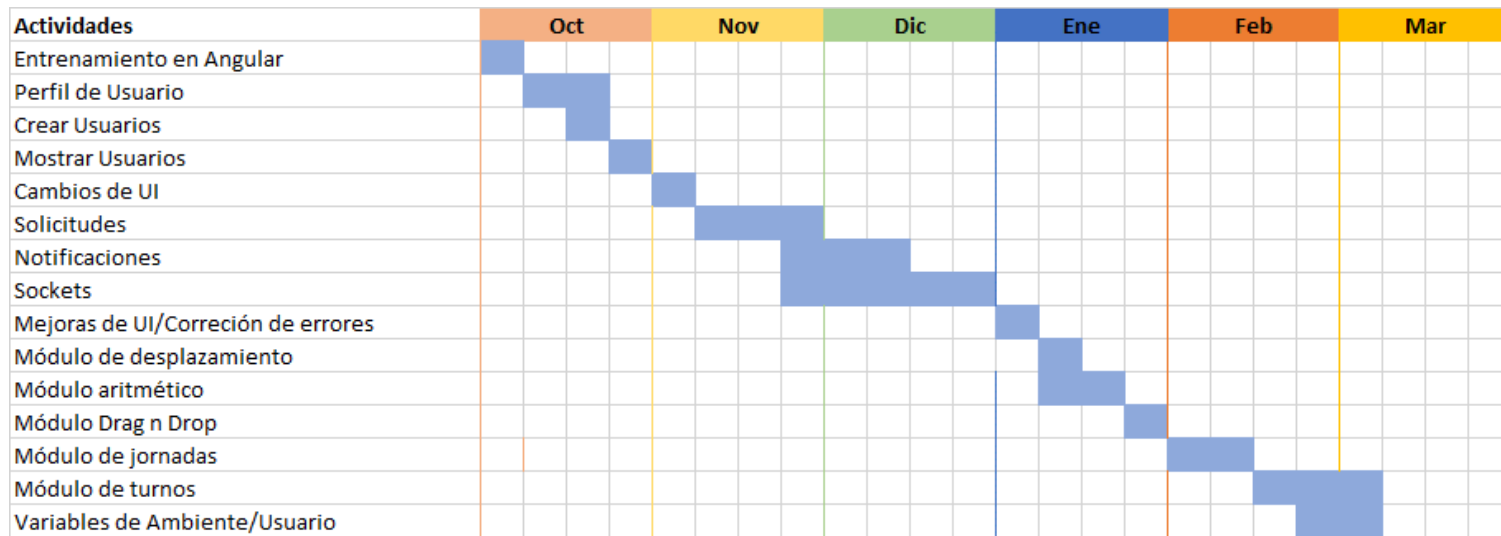 Actividades Oct Nov Dic Ene Feb Mar
Entrenamiento en Angular
Perfil de Usuario
Crear Usuarios
Mostrar Usuarios
Cambios de UI
Solicitudes
Notificaciones
Sockets
Mejoras de UI/Correción de errores
Módulo de desplazamiento
Módulo aritmético
Módulo Drag n Drop
Módulo de jornadas
Módulo de turnos
Variables de Ambiente/Usuario